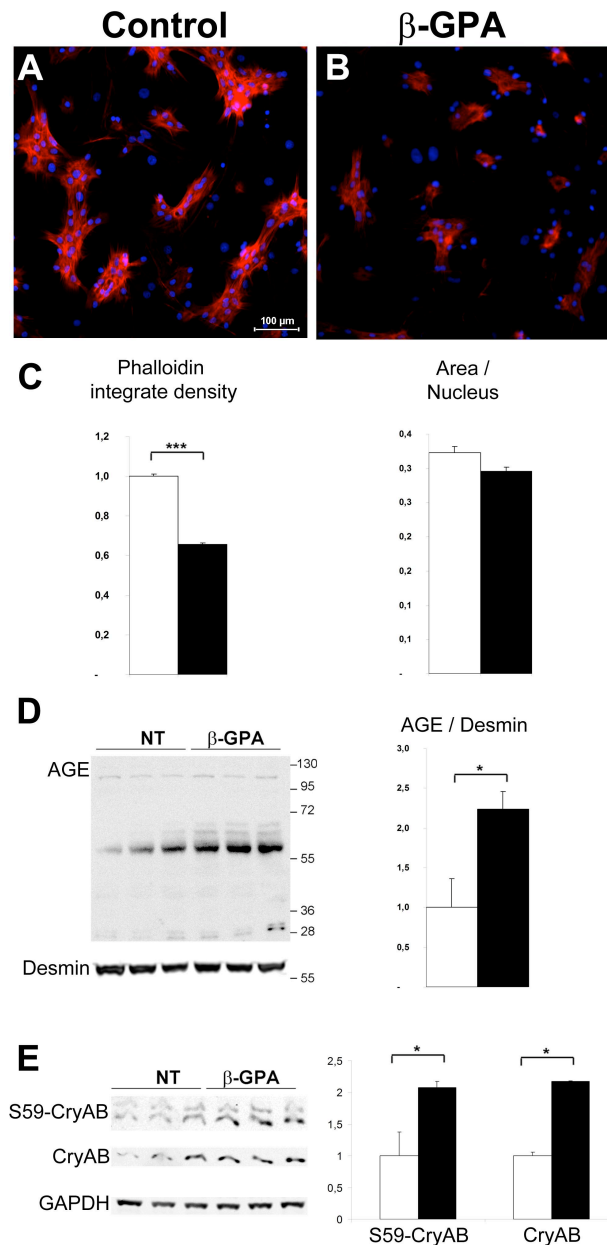 Control β-GPA
A B
100 µm
C
Phalloidin integrate density
Area / Nucleus
1,2
1,0
0,8
0,6
0,4
0,2
-
***
0,4
0,3
0,3
0,2
0,2
0,1
0,1
-
D
NT β-GPA
AGE
130
95
72
55
36
28
Desmin
55
AGE / Desmin
3,0
2,5
2,0
1,5
1,0
0,5
-
*
E
NT β-GPA
S59-CryAB
CryAB
GAPDH
2,5
2
1,5
1
0,5
0
* *
S59-CryAB CryAB